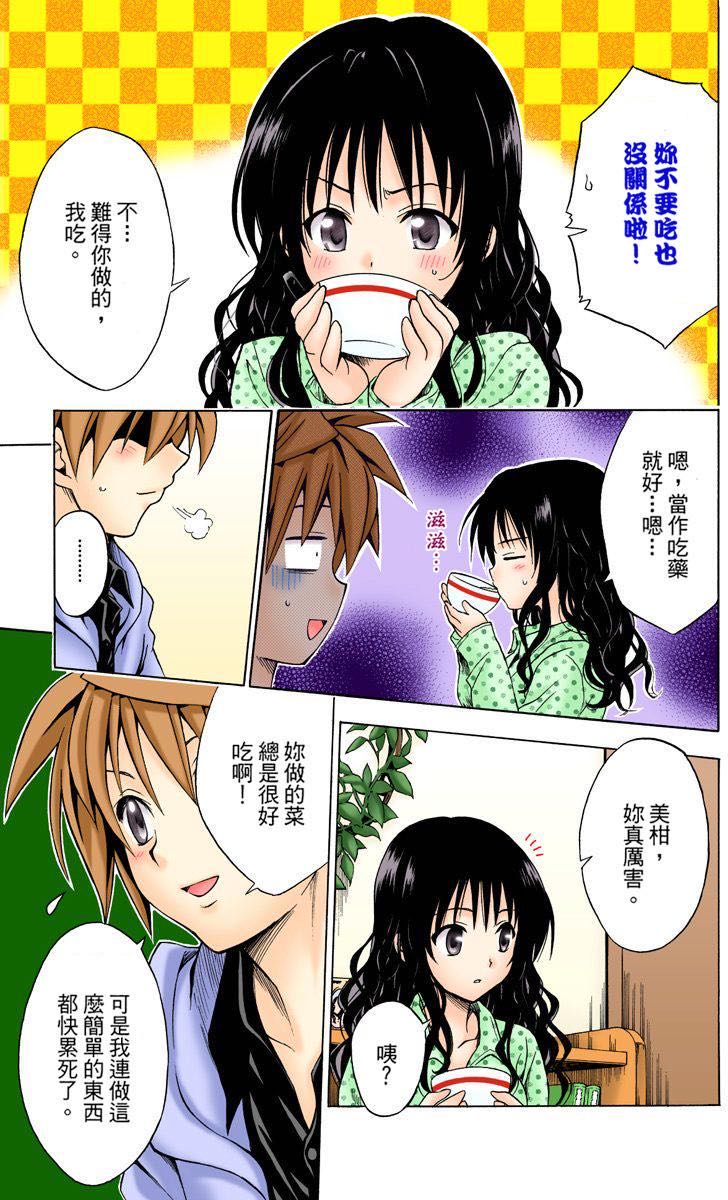 妳不要吃也
沒關係啦！
不…
難得你做的，
我吃。
嗯，當作吃藥
就好…嗯…
滋滋…
………
美柑，
妳真厲害。
咦？
妳做的菜
總是很好
吃啊！
可是我連做這
麼簡單的東西
都快累死了。